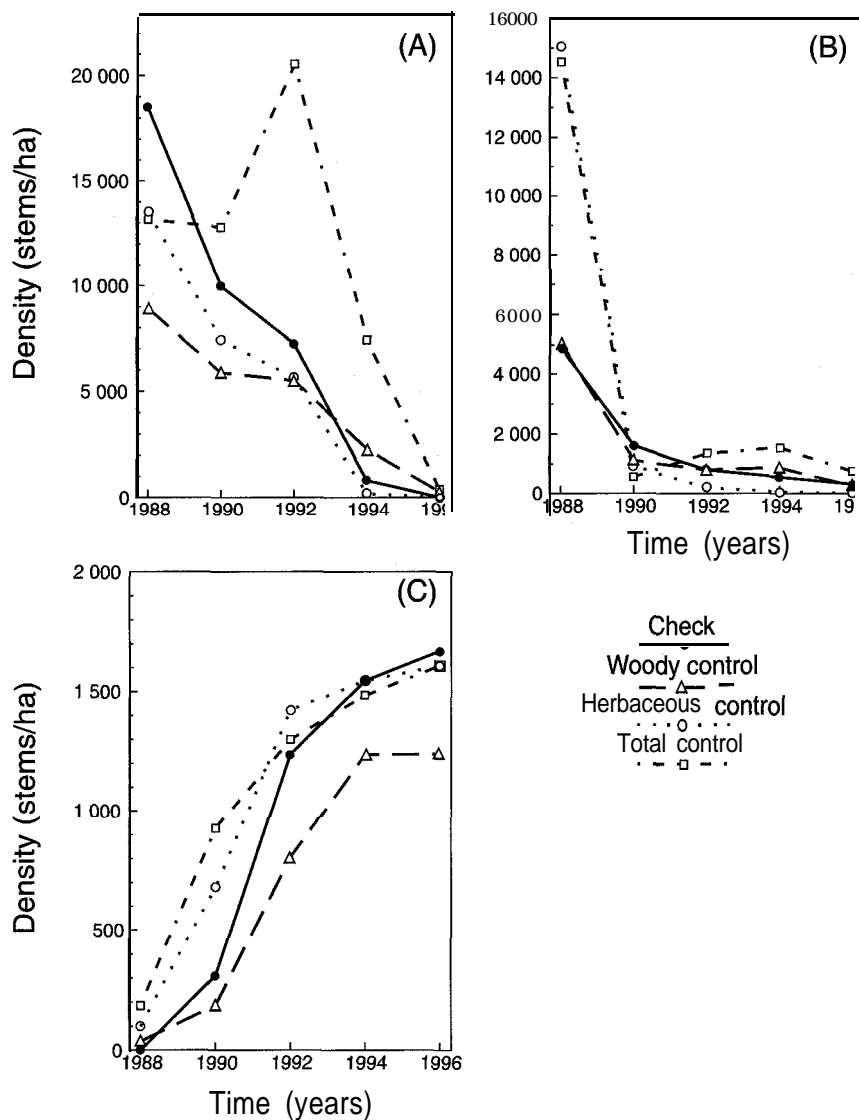 (A)
Density (stems/ha)
20 000
15 000
10 000
5 000
0
1988 1990 1992 1994 199
(B)
16000
14 000
12 000
10 000
8 000
6000
4 000
2 000
0
1988 1990 1992 1994 19
Time (years)
(C)
Density (stems/ha)
2 000
1 500
1 000
500
0
1988 1990 1992 1994 1996
Time (years)
Check
Woody control
Herbaceous control
Total control